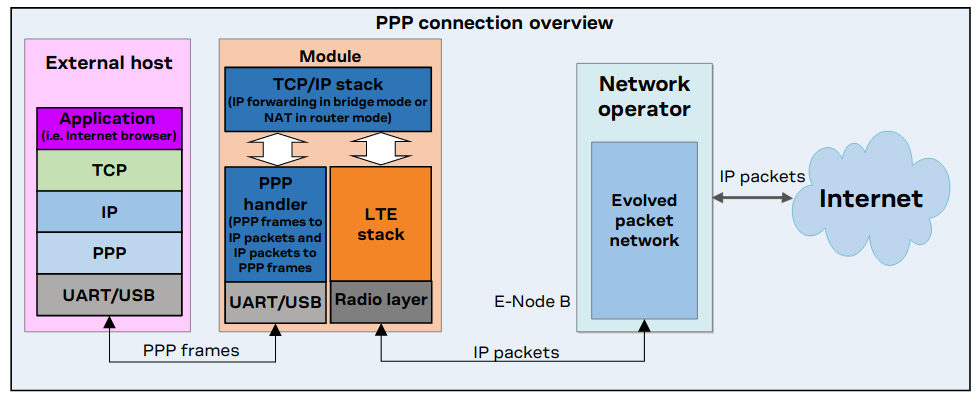 PPP connection overview
External host
Application
(i.e. Internet browser)
TCP
IP
PPP
UART/USB
Module
TCP/IP stack
(IP forwarding in bridge mode or
NAT in router mode)
PPP
handler
(PPP frames to
IP packets and
IP packets to
PPP frames
UART/USB
LTE
stack
Radio layer
Network
operator
Evolved
packet
network
E-Node B
IP packets
Internet
PPP frames
IP packets